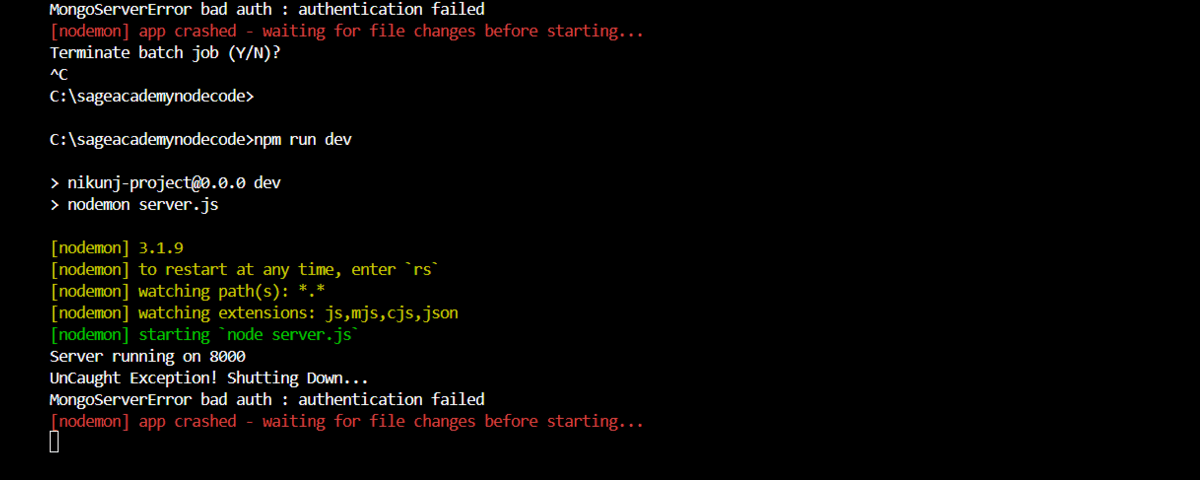 MongoServerError bad auth : authentication failed
[nodemon] app crashed - waiting for file changes before starting...
Terminate batch job (Y/N)?
^C
C:\sageacademynodecode>
C:\sageacademynodecode>npm run dev
> nikunj-project@0.0.0 dev
> nodemon server.js
[nodemon] 3.1.9
[nodemon] to restart at any time, enter `rs`
[nodemon] watching path(s): *.*
[nodemon] watching extensions: js,mjs,cjs,json
[nodemon] starting `node server.js`
Server running on 8000
UnCaught Exception! Shutting Down...
MongoServerError bad auth : authentication failed
[nodemon] app crashed - waiting for file changes before starting...